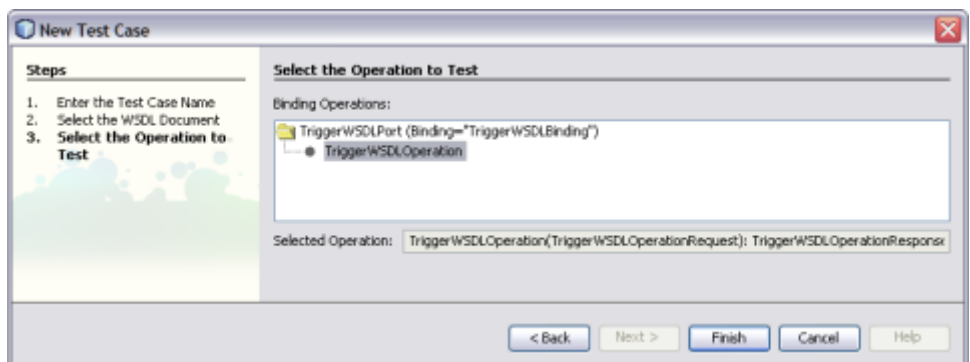 New Test Case
Steps
1. Enter the Test Case Name
2. Select the WSDL Document
3. Select the Operation to
Test
Select the Operation to Test
Binding Operations:
TriggerWSDLPort (Binding="TriggerWSDLBinding")
TriggerWSDLOperation
Selected Operation: TriggerWSDLOperation(TriggerWSDLOperationRequest): TriggerWSDLOperationResponse
< Back Next > Finish Cancel Help